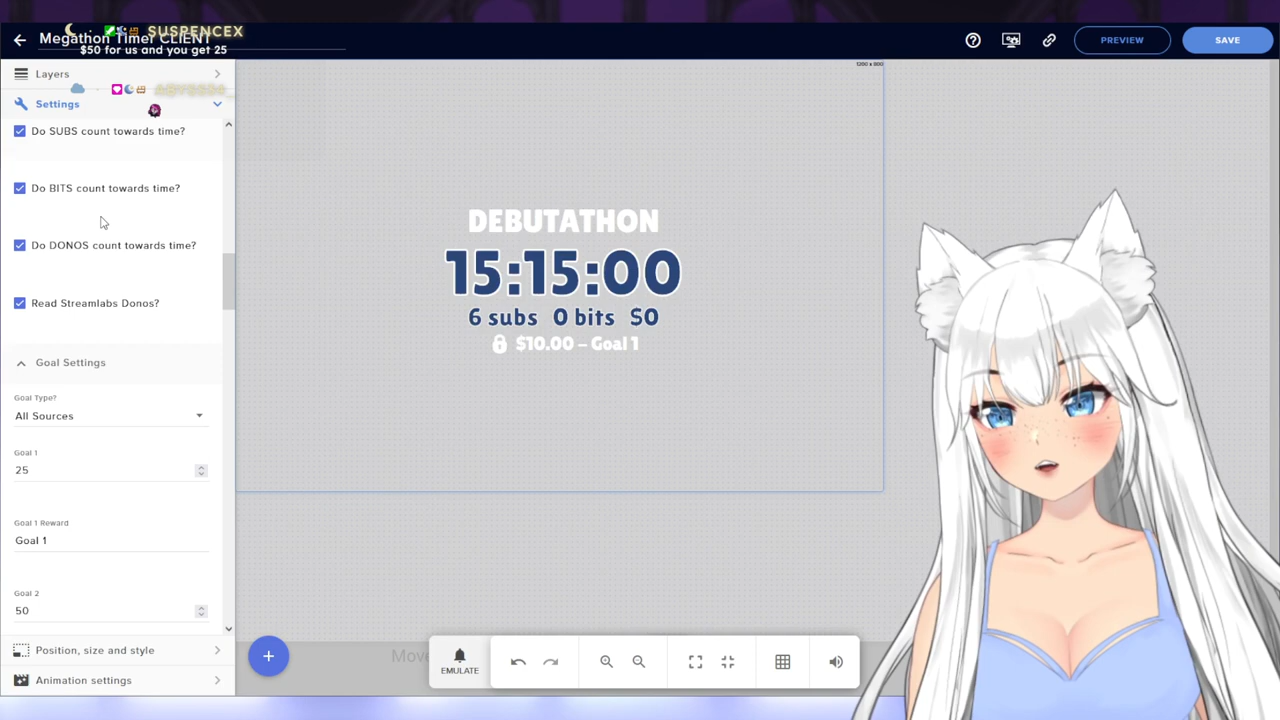 SUSPENCEX
Megathon Timer CLIENT
$50 for us and you get 25
PREVIEW
SAVE
Layers
1200 x 800
Settings
Do SUBS count towards time?
Do BITS count towards time?
Do DONOS count towards time?
Read Streamlabs Donos?
Goal Settings
Goal Type?
All Sources
Goal 1
25
Goal 1 Reward
Goal 1
Goal 2
50
Position, size and style
Animation settings
DEBUTATHON
15:15:00
6 subs 0 bits $0
$10.00 – Goal 1
Move
EMULATE